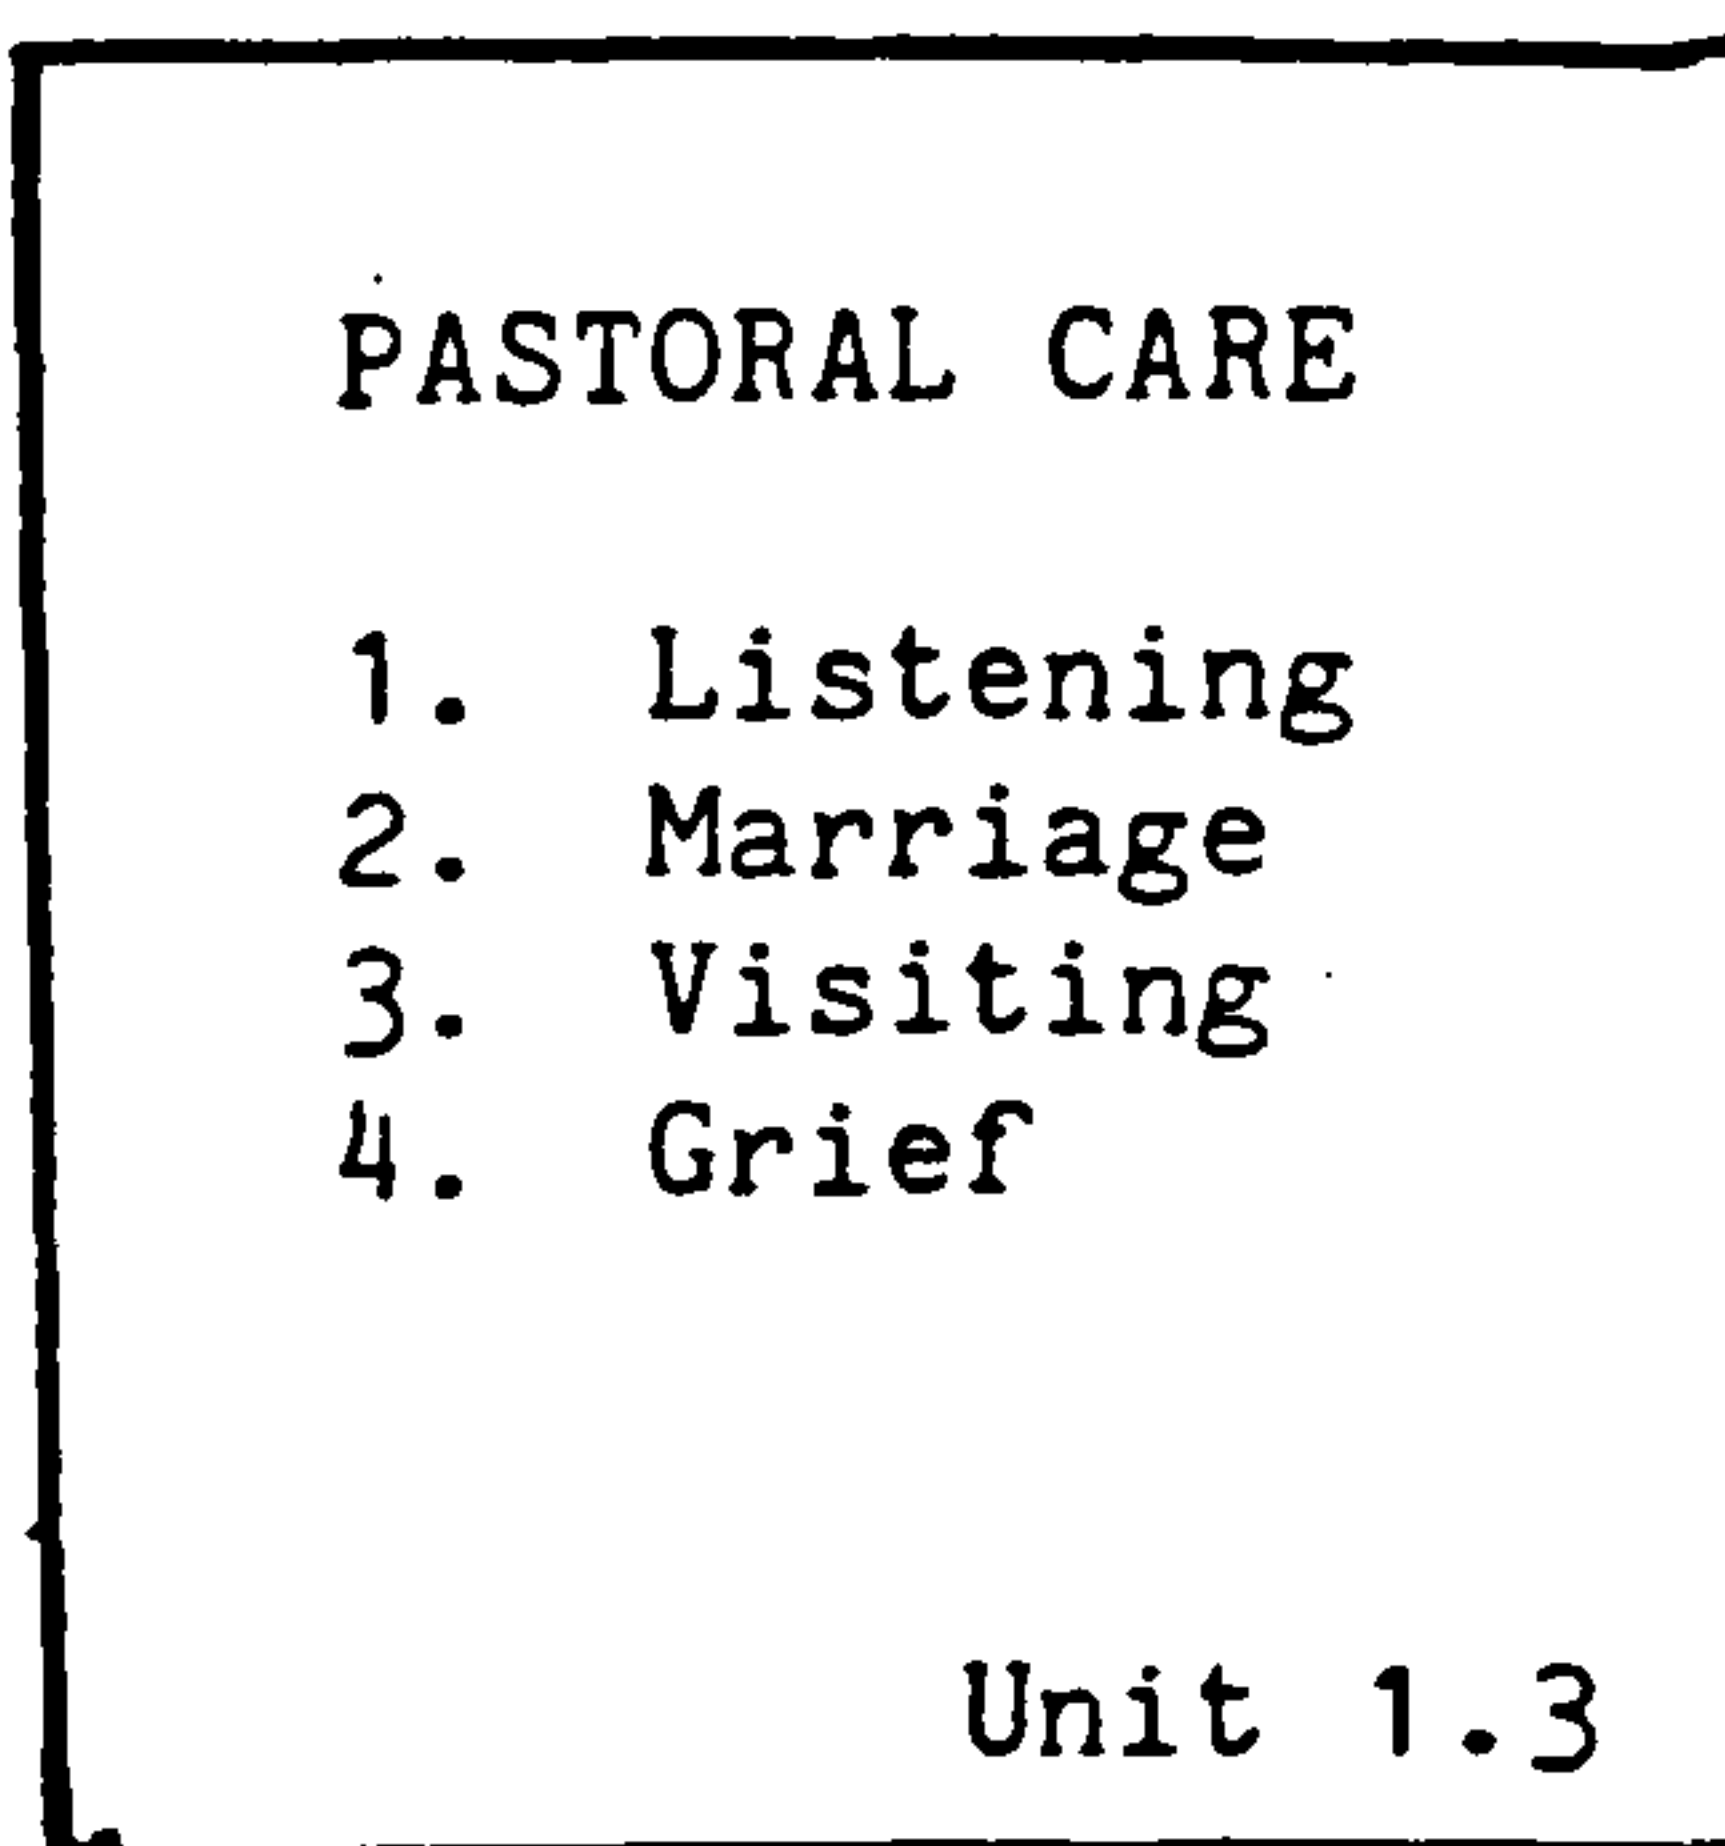 PASTORAL CARE
1. Listening
2. Marriage
3. Visiting
4. Grief
Unit 1.3